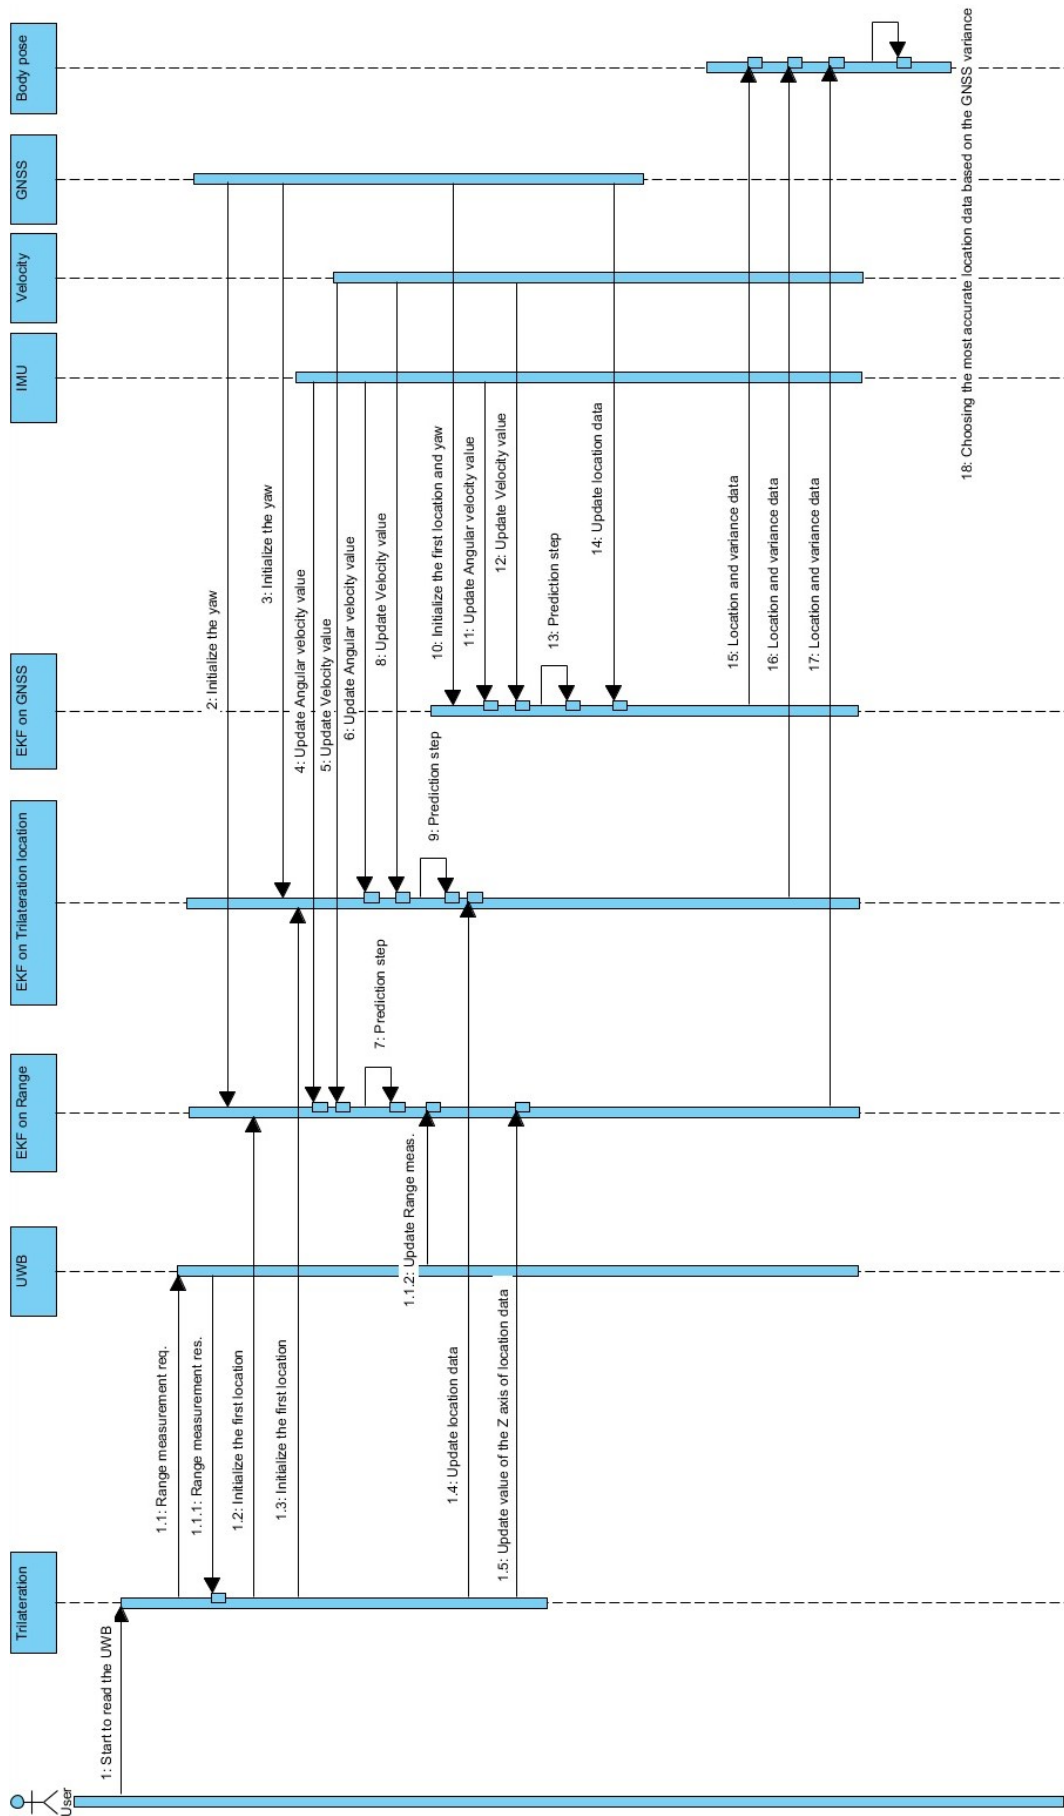 User
Trilateration
UWB
EKF on Range
EKF on Trilateration location
EKF on GNSS
IMU
Velocity
GNSS
Body pose
1: Start to read the UWB
1.1: Range measurement req.
1.1.1: Range measurement res.
2: Initialize the yaw
1.2: Initialize the first location
3: Initialize the yaw
1.3: Initialize the first location
4: Update Angular velocity value
5: Update Velocity value
6: Update Angular velocity value
7: Prediction step
8: Update Velocity value
1.1.2: Update Range meas.
9: Prediction step
10: Initialize the first location and yaw
1.4: Update location data
11: Update Angular velocity value
12: Update Velocity value
1.5: Update value of the Z axis of location data
13: Prediction step
14: Update location data
15: Location and variance data
16: Location and variance data
17: Location and variance data
18: Choosing the most accurate location data based on the GNSS variance